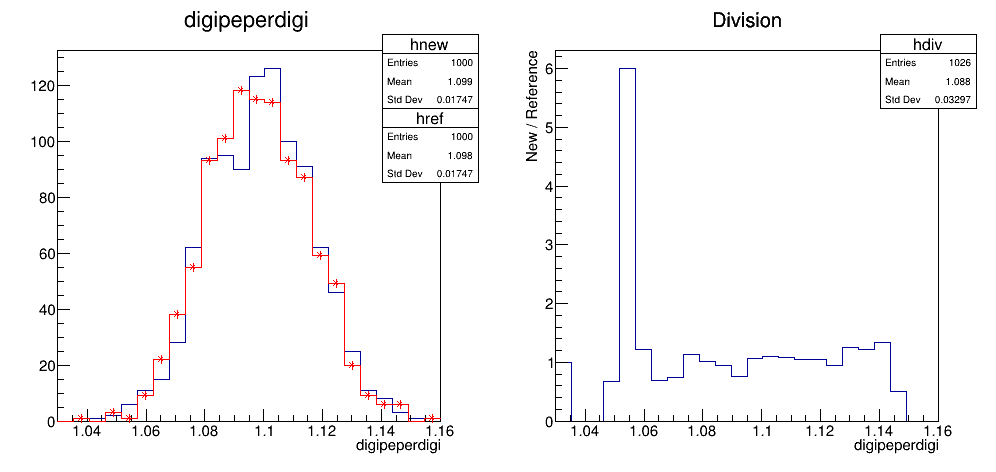 digipeperdigi
hnew
Entries 1000
Mean 1.099
Std Dev 0.01747
href
Entries 1000
Mean 1.098
Std Dev 0.01747
120
100
80
60
40
20
0
1.04 1.06 1.08 1.1 1.12 1.14 1.16
digipeperdigi
Division
hdiv
Entries 1026
Mean 1.088
Std Dev 0.03297
New / Reference
6
5
4
3
2
1
0
1.04 1.06 1.08 1.1 1.12 1.14 1.16
digipeperdigi